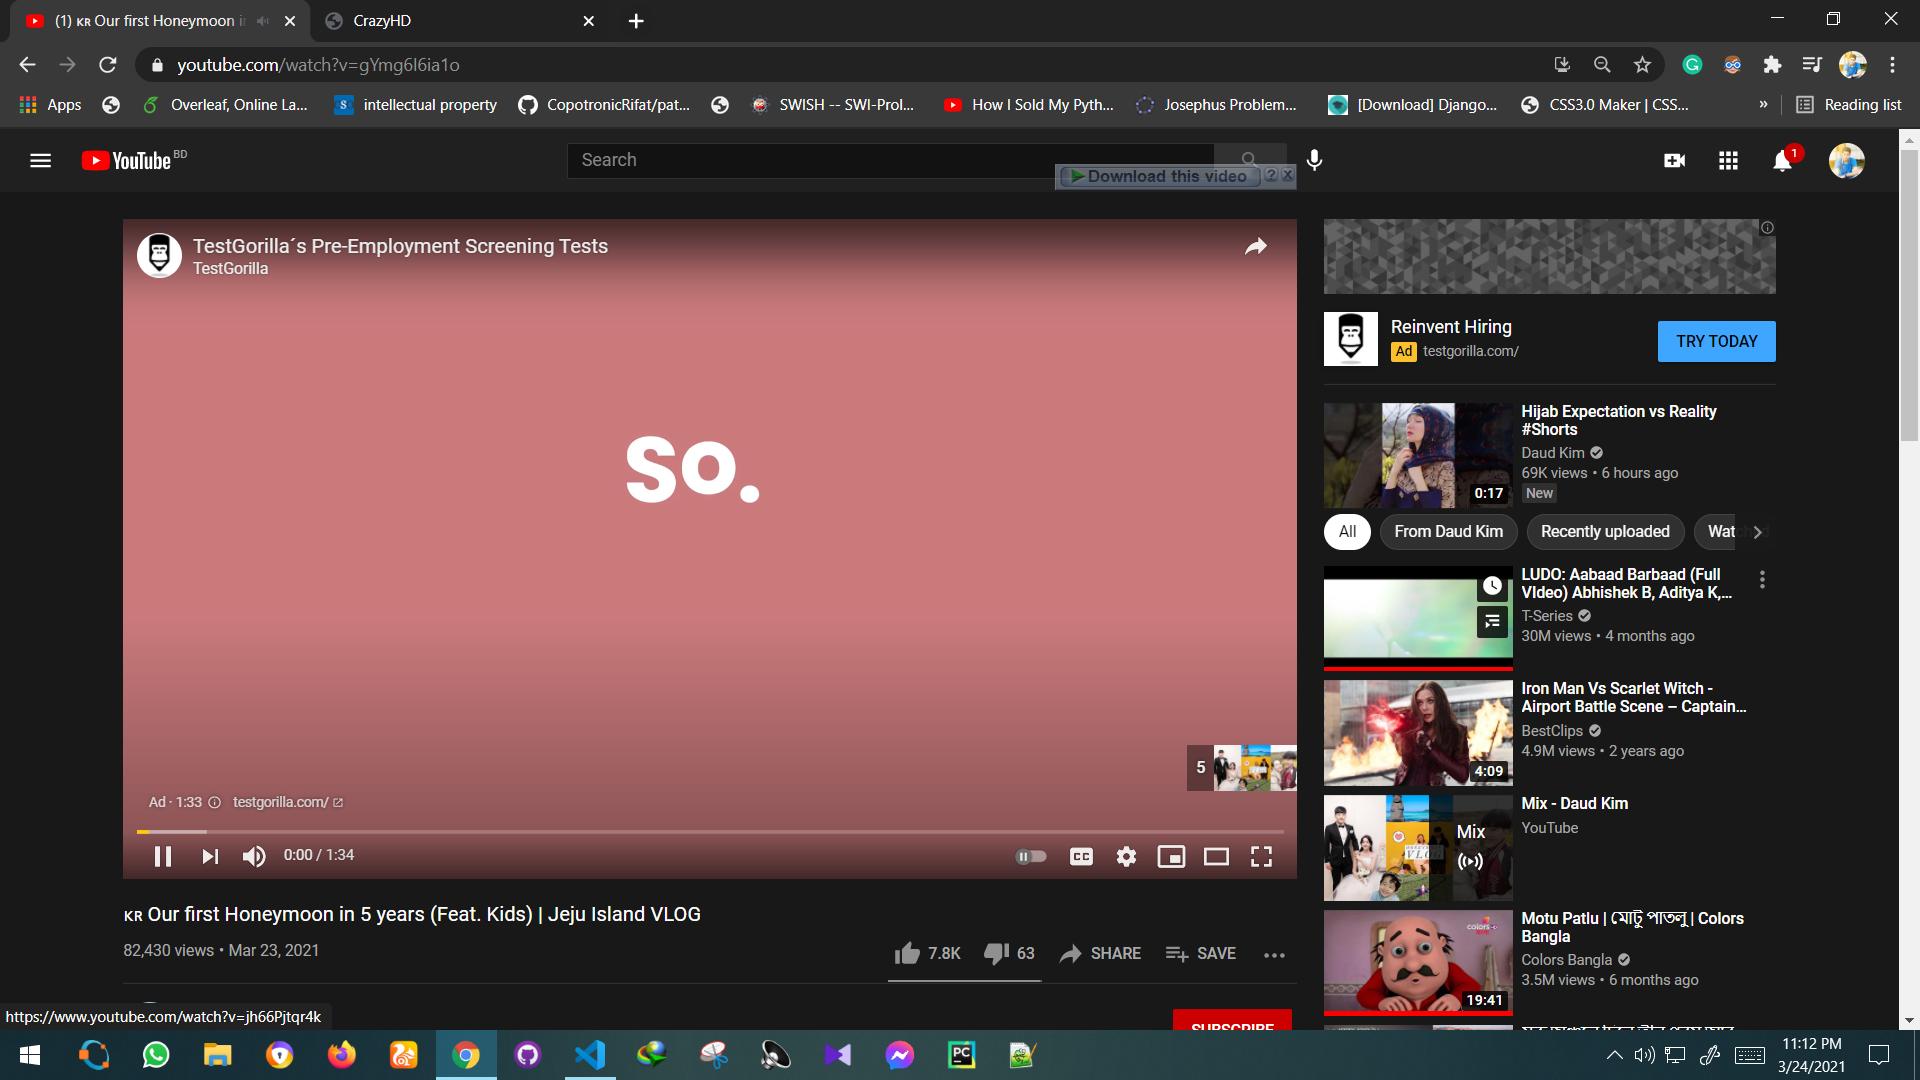 (1) ᴋʀ Our first Honeymoon in
CrazyHD
youtube.com/watch?v=gYmg6I6ia1o
Apps
Overleaf, Online La...
intellectual property
CopotronicRifat/pat...
SWISH -- SWI-Prol...
How I Sold My Pyth...
Josephus Problem...
[Download] Django...
CSS3.0 Maker | CSS...
»
Reading list
YouTube BD
Search
Download this video
1
TestGorilla´s Pre-Employment Screening Tests
TestGorilla
So.
5
Ad · 1:33
testgorilla.com/
0:00 / 1:34
CC
ᴋʀ Our first Honeymoon in 5 years (Feat. Kids) | Jeju Island VLOG
82,430 views • Mar 23, 2021
7.8K
63
SHARE
SAVE
SUBSCRIBE
https://www.youtube.com/watch?v=jh66Pjtqr4k
Reinvent Hiring
Ad testgorilla.com/
TRY TODAY
Hijab Expectation vs Reality
#Shorts
Daud Kim
69K views • 6 hours ago
New
0:17
All
From Daud Kim
Recently uploaded
Watched
LUDO: Aabaad Barbaad (Full
VIdeo) Abhishek B, Aditya K,...
T-Series
30M views • 4 months ago
Iron Man Vs Scarlet Witch -
Airport Battle Scene – Captain...
BestClips
4.9M views • 2 years ago
4:09
Mix - Daud Kim
YouTube
Mix
VLOG
Motu Patlu | মোটু পাতলু | Colors
Bangla
Colors Bangla
3.5M views • 6 months ago
19:41
colors
PC
11:12 PM
3/24/2021